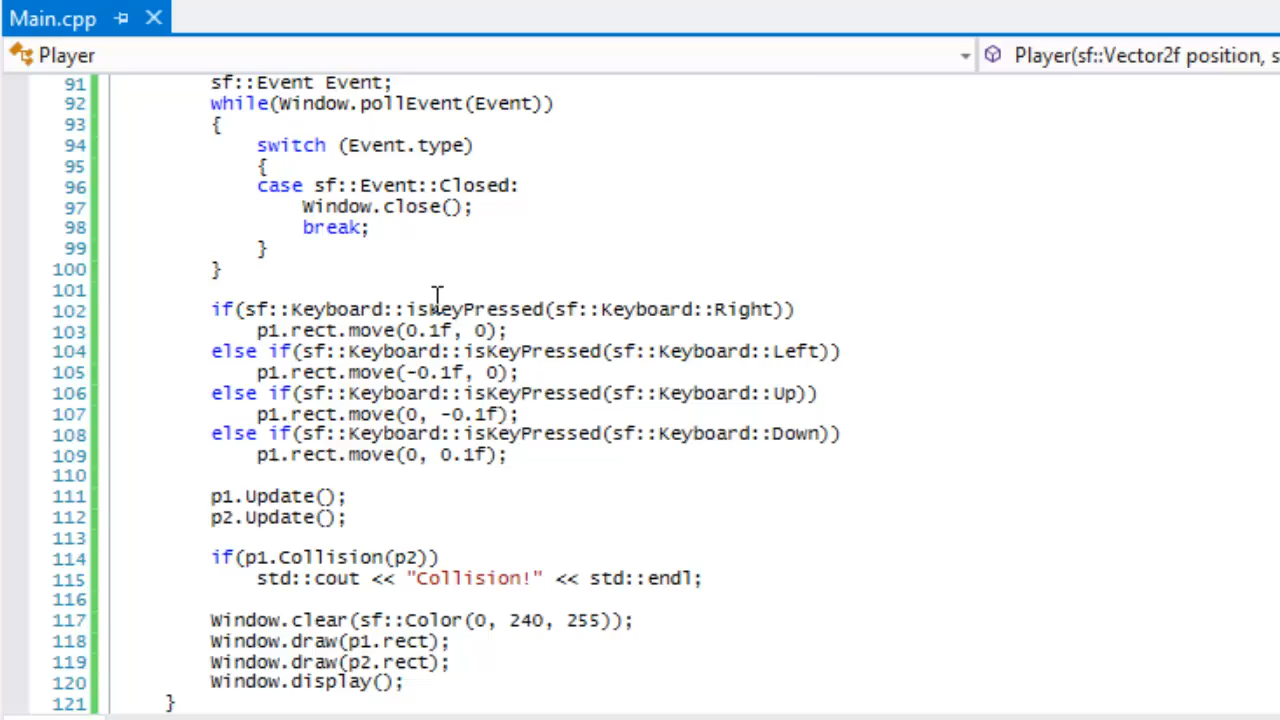 Main.cpp
Player
Player(sf::Vector2f position, s
91 sf::Event Event;
92 while(Window.pollEvent(Event))
93 {
94 switch (Event.type)
95 {
96 case sf::Event::Closed:
97 Window.close();
98 break;
99 }
100 }
101
102 if(sf::Keyboard::isKeyPressed(sf::Keyboard::Right))
103 p1.rect.move(0.1f, 0);
104 else if(sf::Keyboard::isKeyPressed(sf::Keyboard::Left))
105 p1.rect.move(-0.1f, 0);
106 else if(sf::Keyboard::isKeyPressed(sf::Keyboard::Up))
107 p1.rect.move(0, -0.1f);
108 else if(sf::Keyboard::isKeyPressed(sf::Keyboard::Down))
109 p1.rect.move(0, 0.1f);
110
111 p1.Update();
112 p2.Update();
113
114 if(p1.Collision(p2))
115 std::cout << "Collision!" << std::endl;
116
117 Window.clear(sf::Color(0, 240, 255));
118 Window.draw(p1.rect);
119 Window.draw(p2.rect);
120 Window.display();
121 }